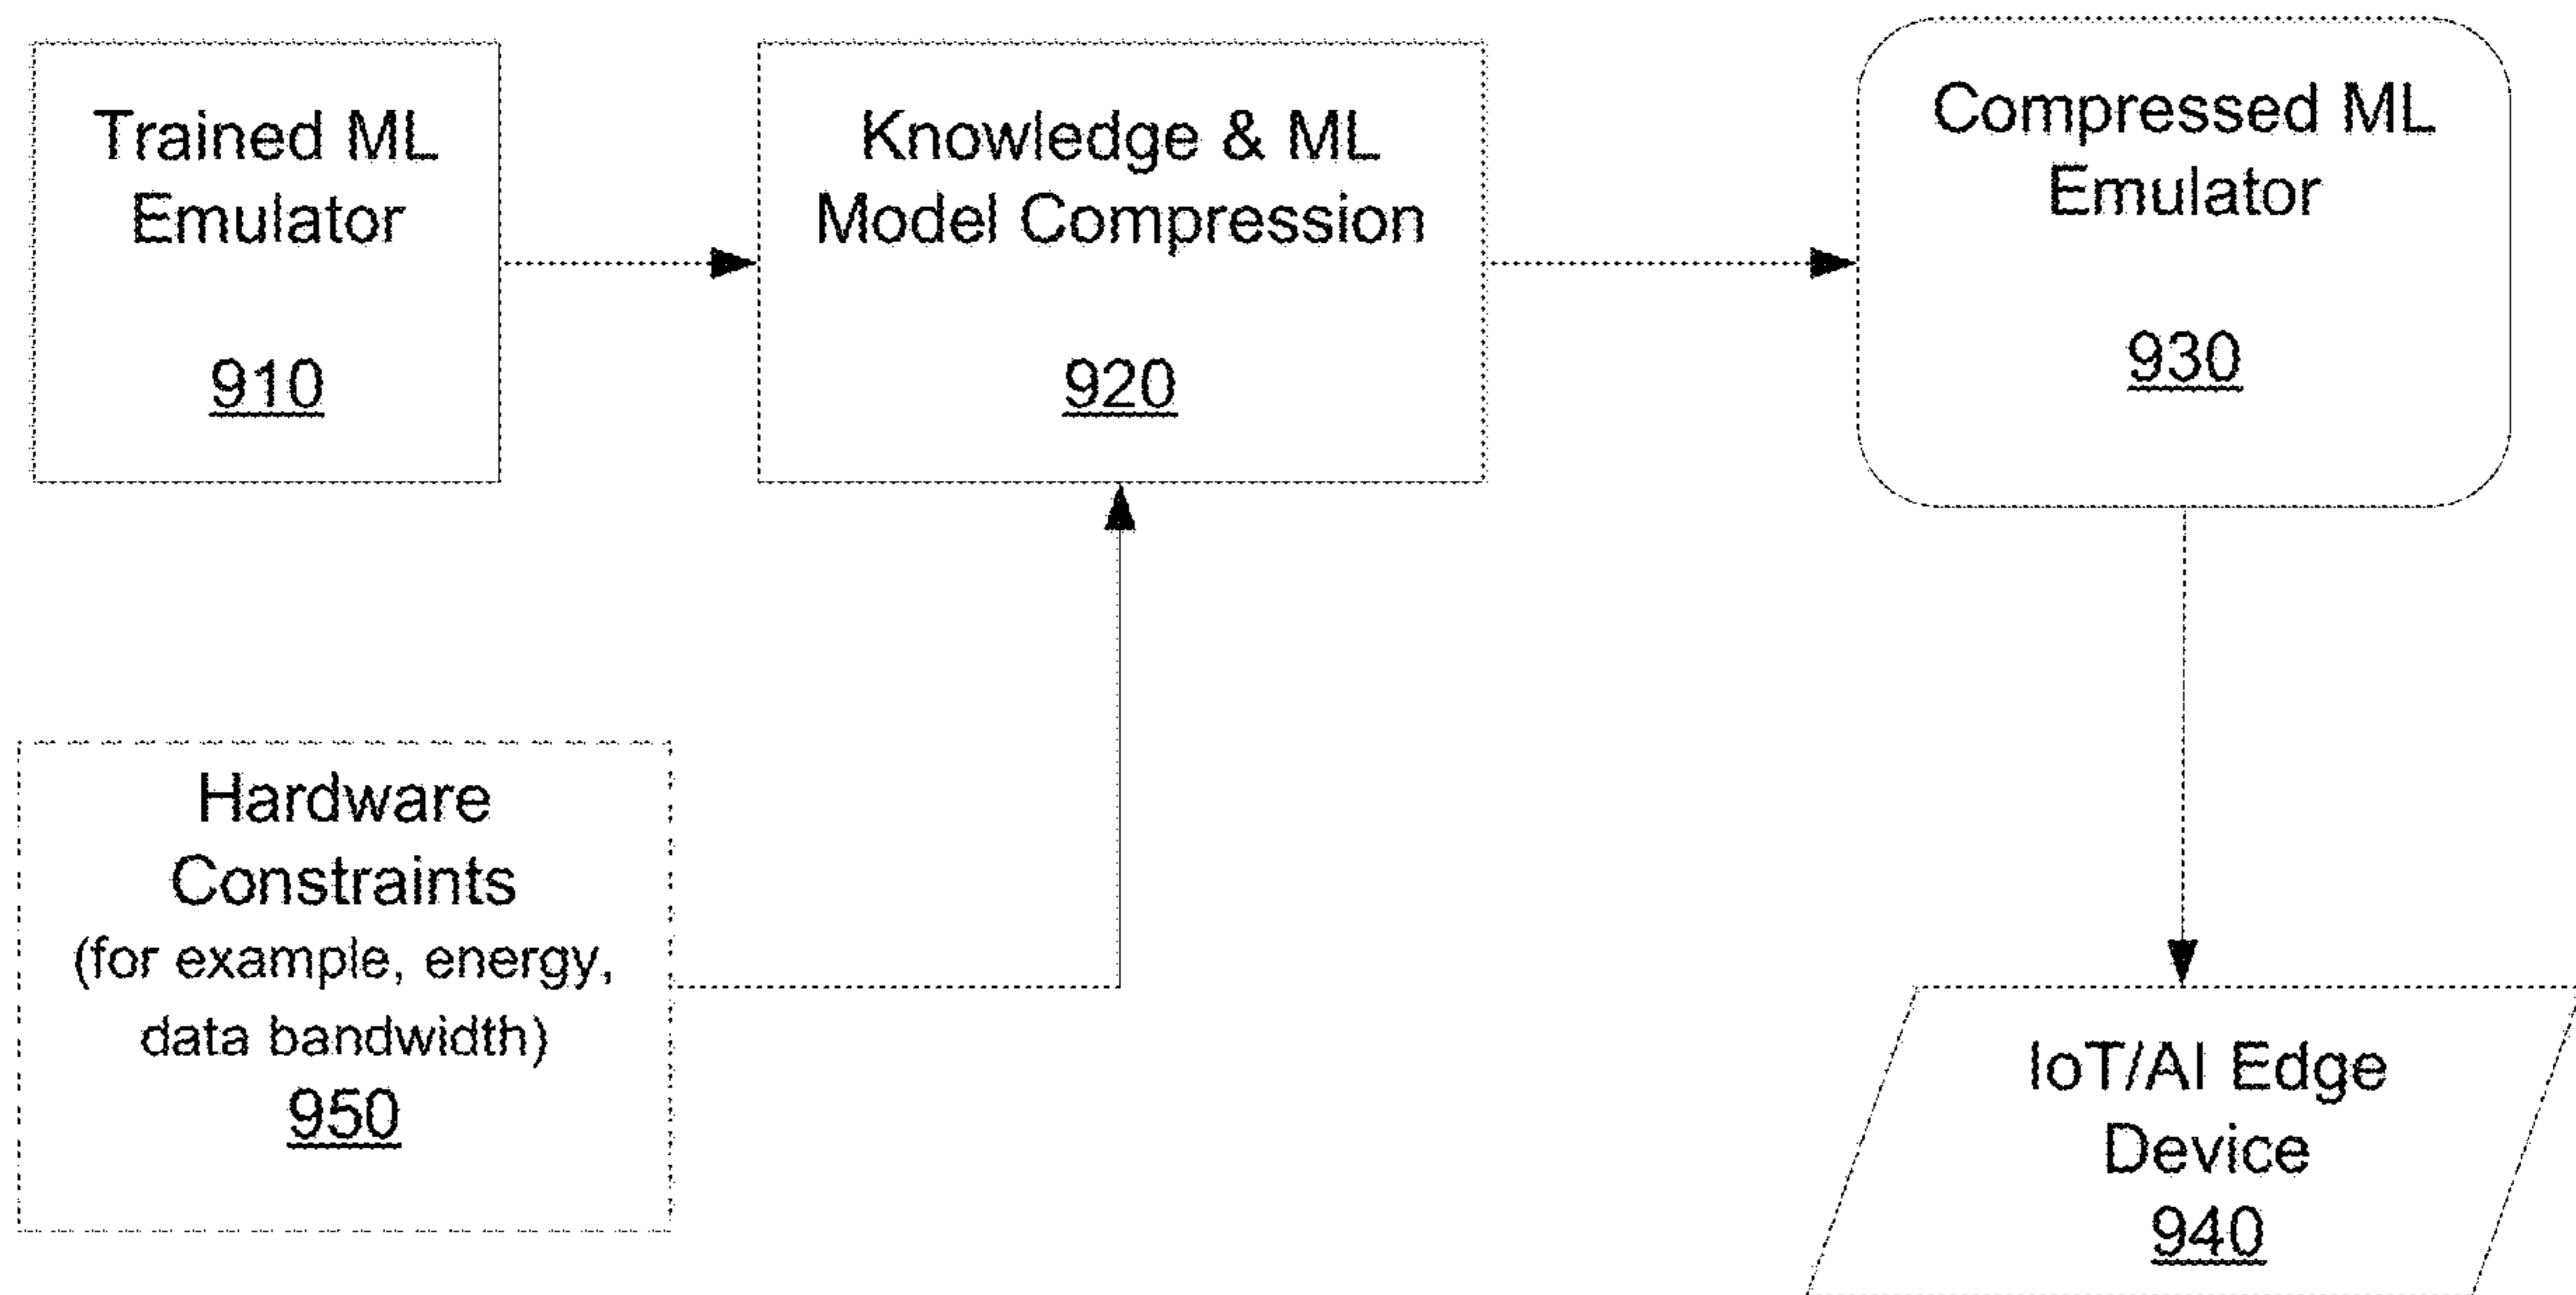 Trained ML
Emulator
910
Knowledge & ML
Model Compression
920
Compressed ML
Emulator
930
Hardware
Constraints
(for example, energy,
data bandwidth)
950
IoT/AI Edge
Device
940